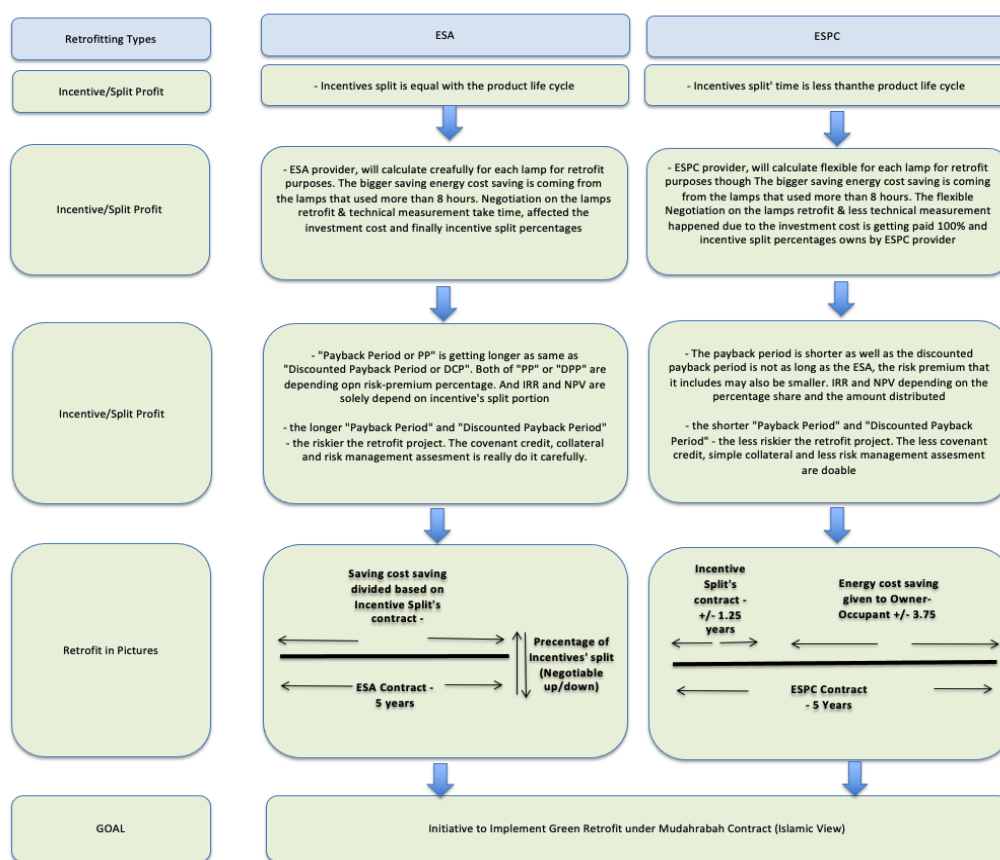 Retrofitting Types
ESA
ESPC
Incentive/Split Profit
- Incentives split is equal with the product life cycle
- Incentives split' time is less thanthe product life cycle
Incentive/Split Profit
- ESA provider, will calculate creafully for each lamp for retrofit
purposes. The bigger saving energy cost saving is coming from
the lamps that used more than 8 hours. Negotiation on the lamps
retrofit & technical measurement take time, affected the
investment cost and finally incentive split percentages
- ESPC provider, will calculate flexible for each lamp for retrofit
purposes though The bigger saving energy cost saving is coming
from the lamps that used more than 8 hours. The flexible
Negotiation on the lamps retrofit & less technical measurement
happened due to the investment cost is getting paid 100% and
incentive split percentages owns by ESPC provider
Incentive/Split Profit
- "Payback Period or PP" is getting longer as same as
"Discounted Payback Period or DCP". Both of "PP" or "DPP" are
depending opn risk-premium percentage. And IRR and NPV are
solely depend on incentive's split portion
the longer "Payback Period" and "Discounted Payback Period"
- the riskier the retrofit project. The covenant credit, collateral
and risk management assesment is really do it carefully.
- The payback period is shorter as well as the discounted
payback period is not as long as the ESA, the risk premium that
it includes may also be smaller. IRR and NPV depending on the
percentage share and the amount distributed
- the shorter "Payback Period" and "Discounted Payback
Period" - the less riskier the retrofit project. The less covenant
credit, simple collateral and less risk management assesment
are doable
Retrofit in Pictures
Saving cost saving
divided based on
Incentive Split's
contract -
Precentage of
Incentives' split
(Negotiable
up/down)
ESA Contract -
5 years
Incentive
Split's
contract -
+/- 1.25
years
Energy cost saving
given to Owner-
Occupant +/- 3.75
ESPC Contract
- 5 Years
GOAL
Initiative to Implement Green Retrofit under Mudahrabah Contract (Islamic View)